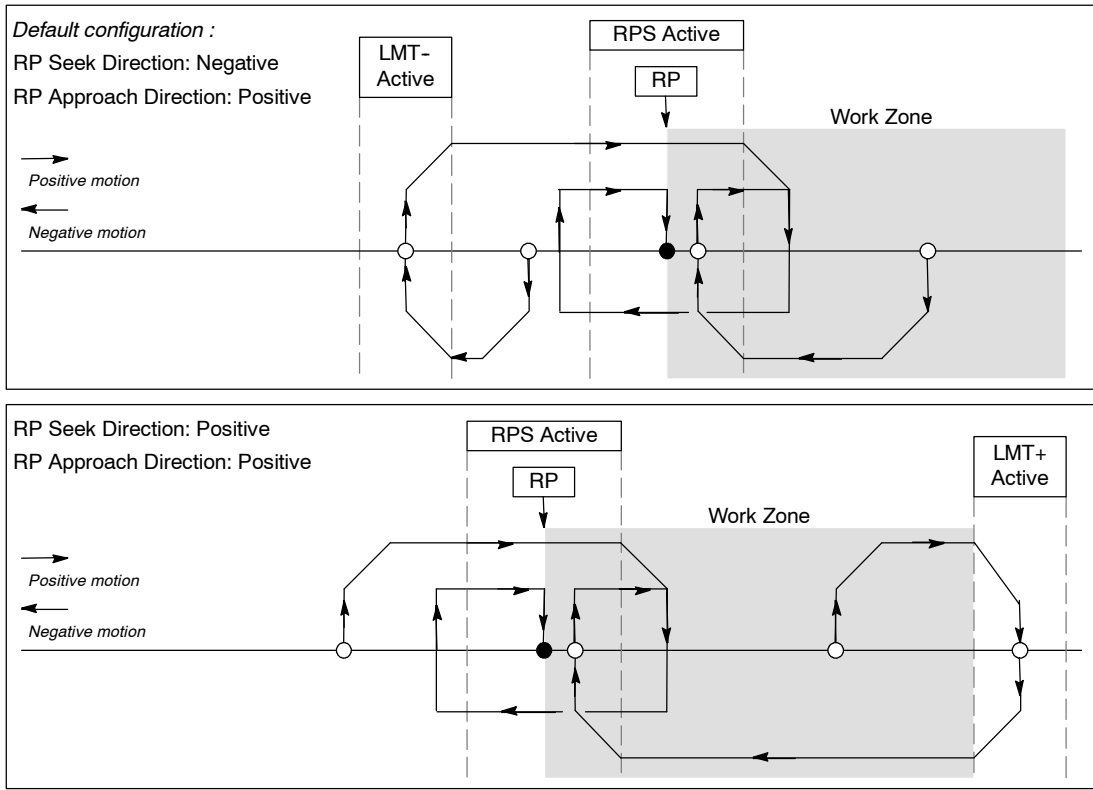 Default configuration :
RP Seek Direction: Negative
RP Approach Direction: Positive
LMT-
Active
RPS Active
RP
Work Zone
Positive motion
Negative motion
RP Seek Direction: Positive
RP Approach Direction: Positive
RPS Active
RP
LMT+
Active
Work Zone
Positive motion
Negative motion